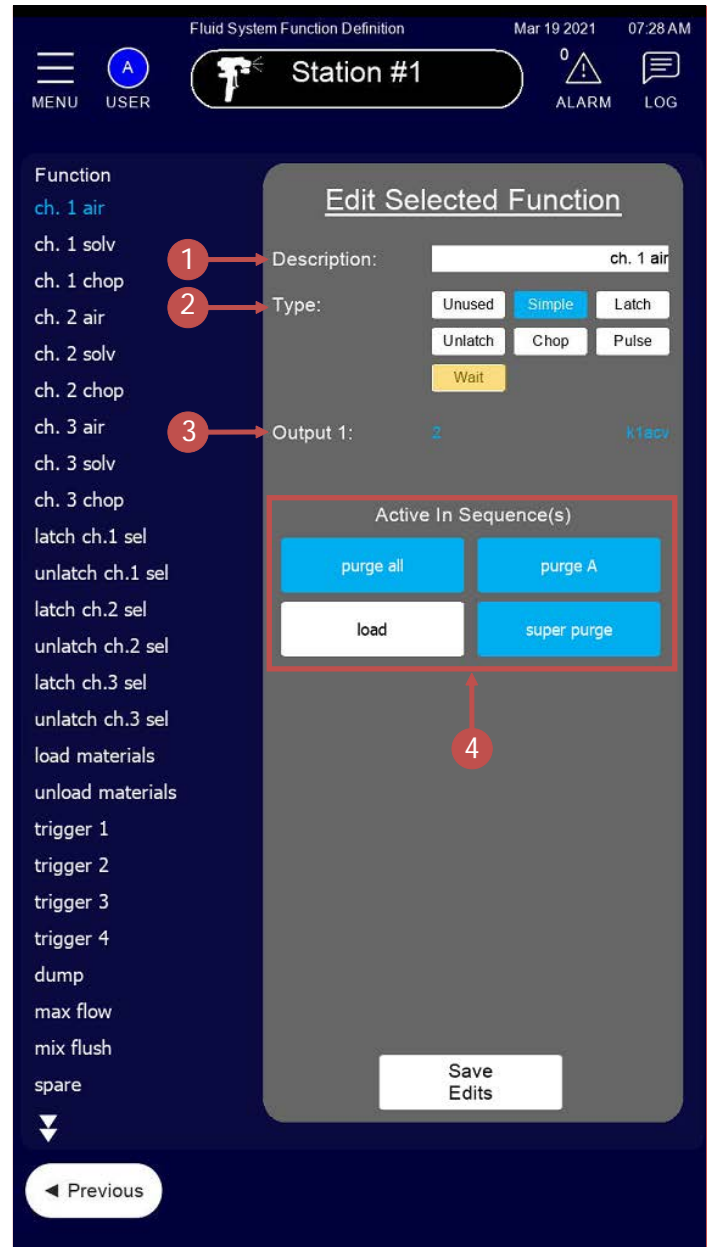 Fluid System Function Definition Mar 19 2021 07:28 AM
MENU
A
USER
Station #1
0
ALARM
LOG
Function
ch. 1 air
ch. 1 solv
ch. 1 chop
ch. 2 air
ch. 2 solv
ch. 2 chop
ch. 3 air
ch. 3 solv
ch. 3 chop
latch ch.1 sel
unlatch ch.1 sel
latch ch.2 sel
unlatch ch.2 sel
latch ch.3 sel
unlatch ch.3 sel
load materials
unload materials
trigger 1
trigger 2
trigger 3
trigger 4
dump
max flow
mix flush
spare
Edit Selected Function
1
Description: ch. 1 air
2
Type: Unused Simple Latch
Unlatch Chop Pulse
Wait
3
Output 1: 2 k1acv
Active In Sequence(s)
purge all purge A
load super purge
4
Save
Edits
◄ Previous